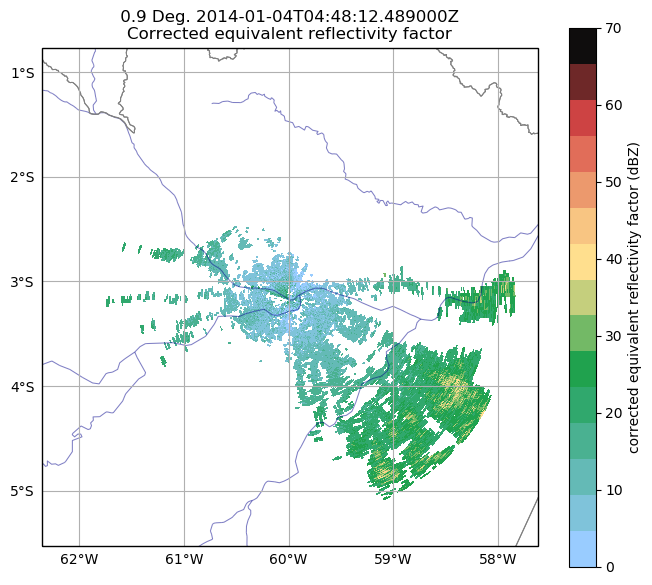 0.9 Deg. 2014-01-04T04:48:12.489000Z
Corrected equivalent reflectivity factor
1°S
2°S
3°S
4°S
5°S
62°W
61°W
60°W
59°W
58°W
70
60
50
40
30
20
10
0
corrected equivalent reflectivity factor (dBZ)